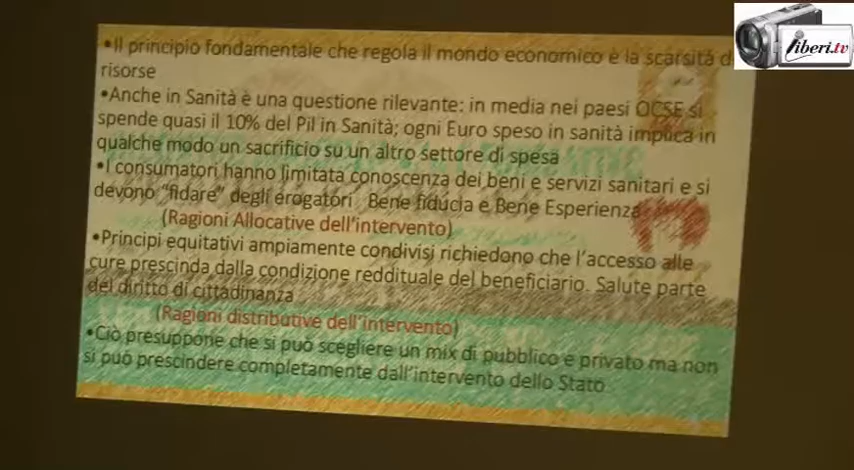 •Il principio fondamentale che regola il mondo economico è la scarsità d
risorse
•Anche in Sanità è una questione rilevante: in media nei paesi OCSE si
spende quasi il 10% del Pil in Sanità; ogni Euro speso in sanità implica in
qualche modo un sacrificio su un altro settore di spesa
•I consumatori hanno limitata conoscenza dei beni e servizi sanitari e si
devono "fidare" degli erogatori Bene fiducia e Bene Esperienza
(Ragioni Allocative dell'intervento)
•Principi equitativi ampiamente condivisi richiedono che l'accesso alle
cure prescinda dalla condizione reddituale del beneficiario. Salute parte
del diritto di cittadinanza
(Ragioni distributive dell'intervento)
•Ciò presuppone che si può scegliere un mix di pubblico e privato ma non
si può prescindere completamente dall'intervento dello Stato
liberi.tv